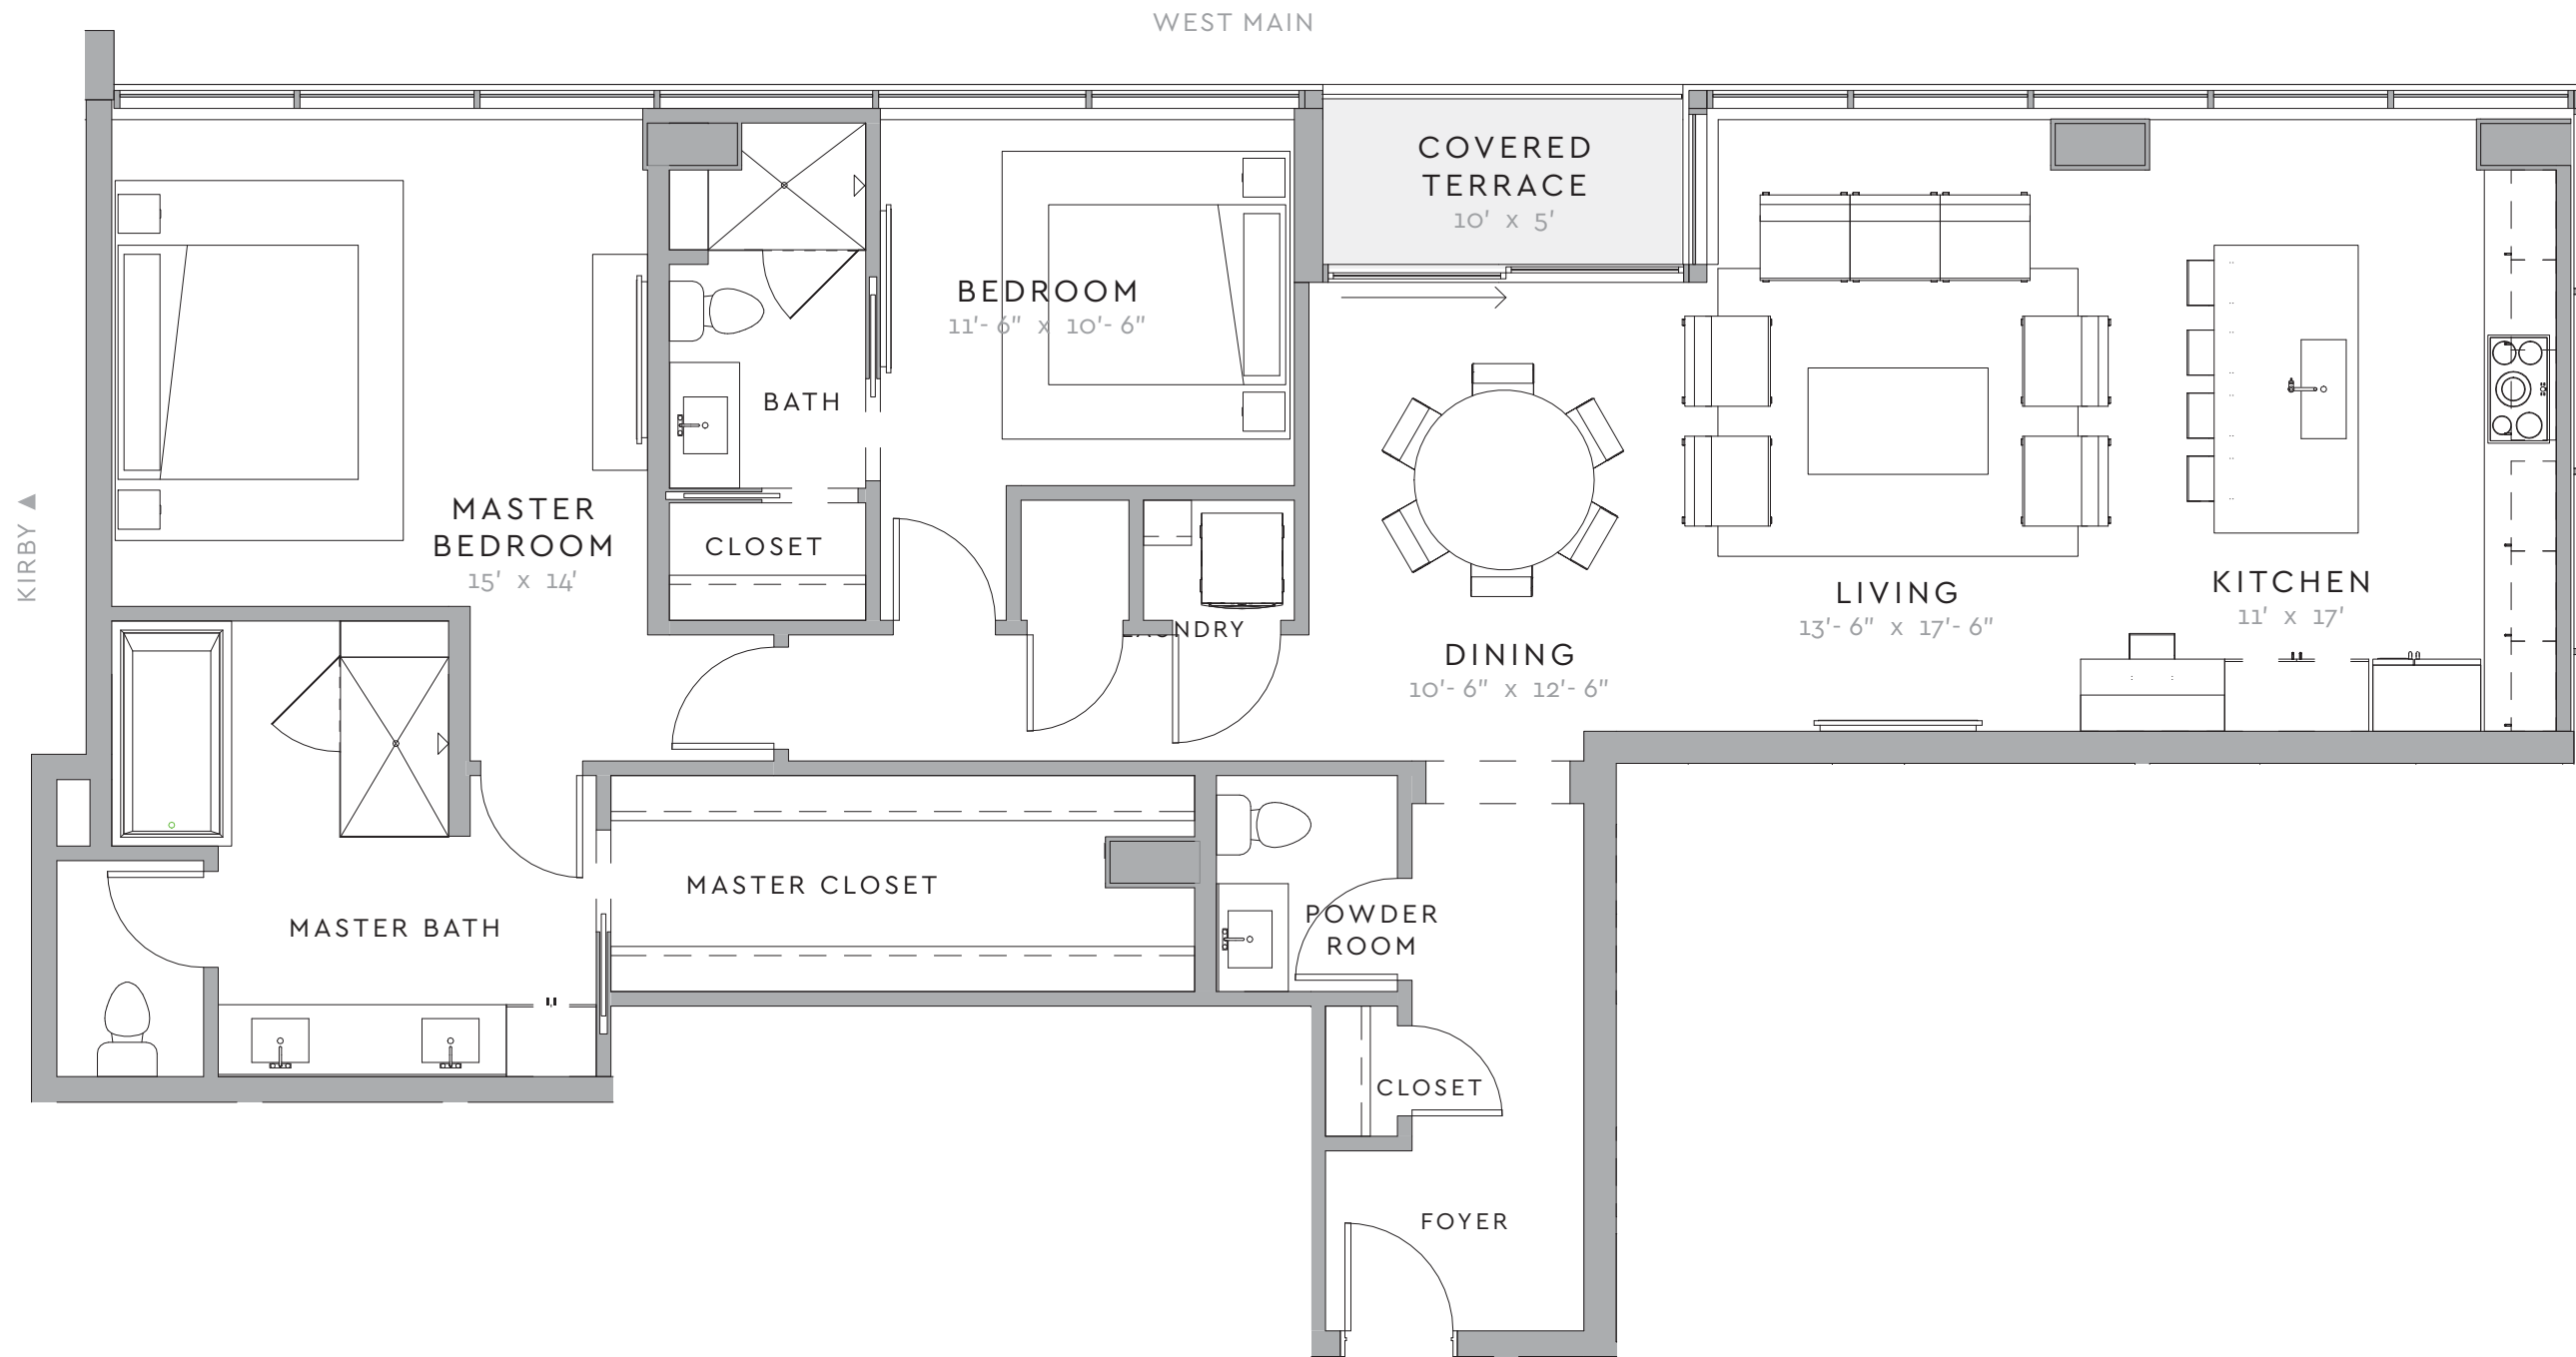 WEST MAIN
COVERED
TERRACE
10' x 5'
BEDROOM
11'- 6" x 10'- 6"
BATH
KIRBY ▲
MASTER
BEDROOM
15' x 14'
CLOSET
LAUNDRY
DINING
10'- 6" x 12'- 6"
LIVING
13'- 6" x 17'- 6"
KITCHEN
11' x 17'
MASTER CLOSET
MASTER BATH
POWDER
ROOM
CLOSET
FOYER